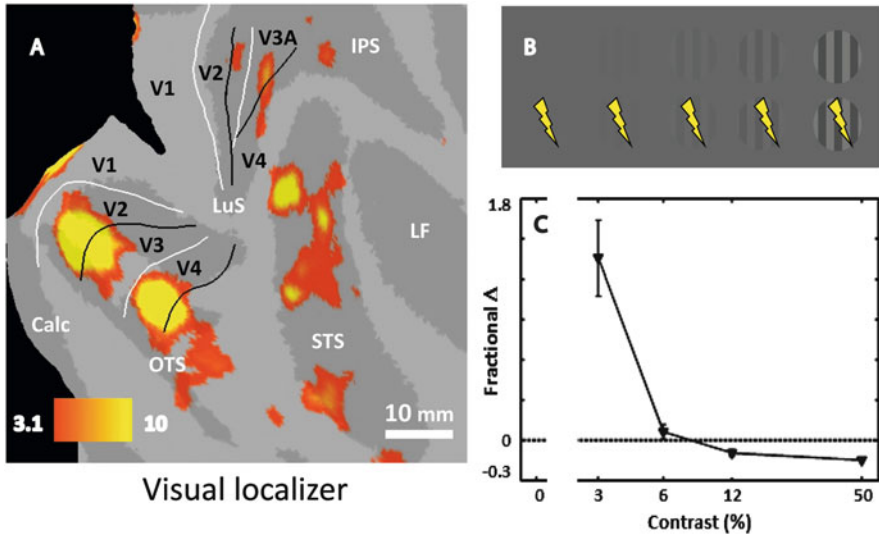 A
V1
V2
V3A
IPS
V4
LuS
V1
V2
V3
V4
LF
Calc
OTS
STS
3.1
10
10 mm
Visual localizer
B
C
1.8
0
-0.3
Fractional Δ
0
3
6
12
50
Contrast (%)